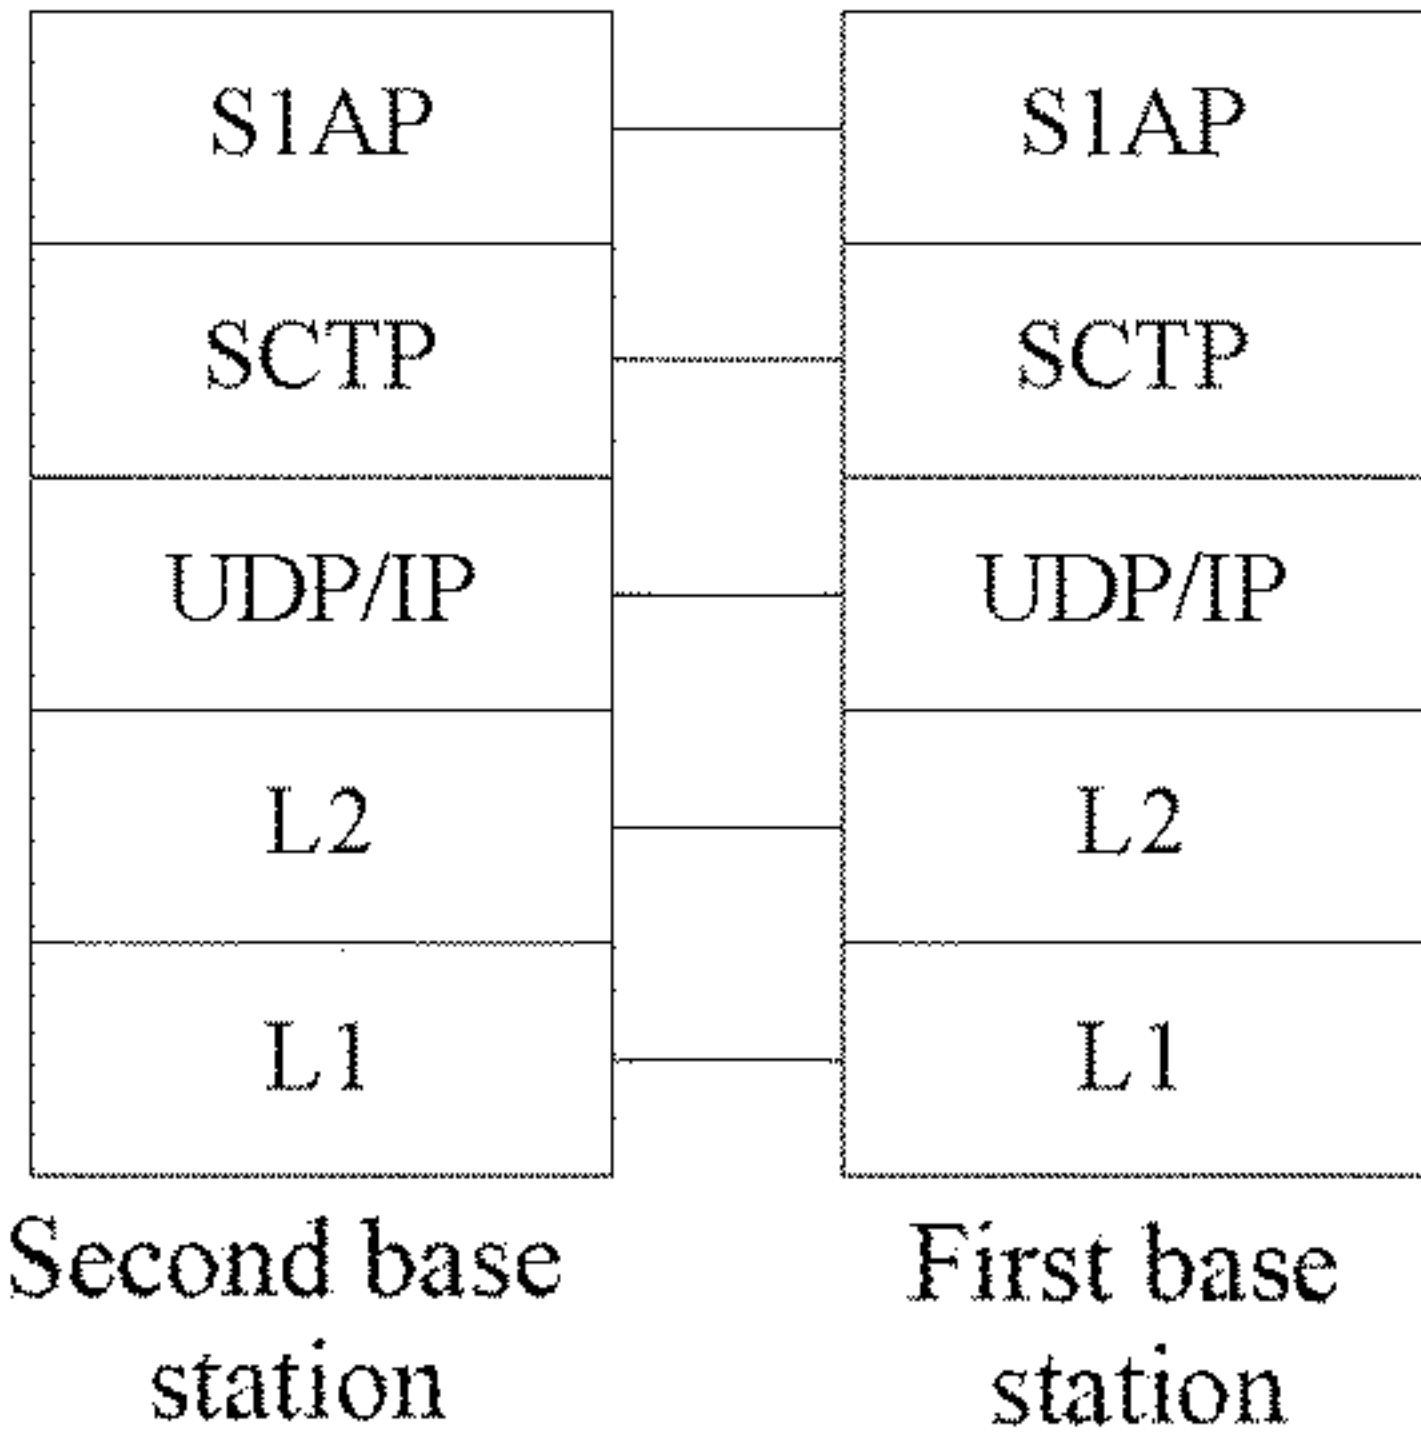 S1AP
S1AP
SCTP
SCTP
UDP/IP
UDP/IP
L2
L2
L1
L1
Second base
station
First base
station